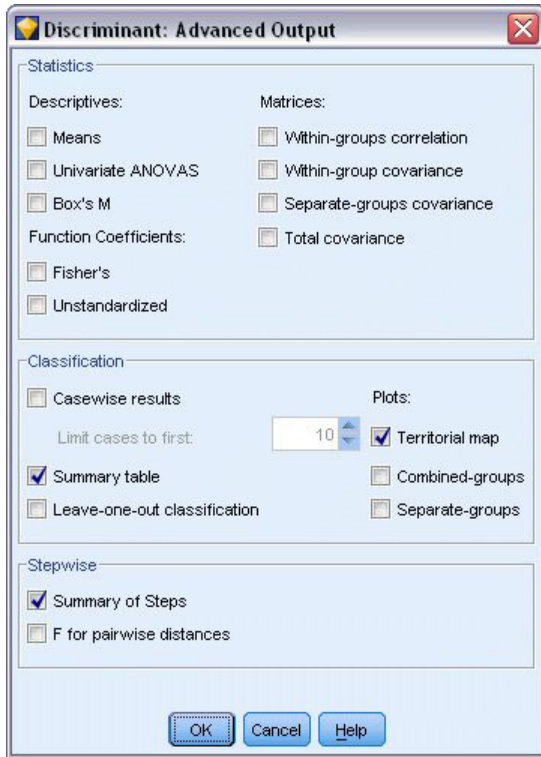 Discriminant: Advanced Output
Statistics
Descriptives:
Means
Univariate ANOVAS
Box's M
Function Coefficients:
Fisher's
Unstandardized
Matrices:
Within-groups correlation
Within-group covariance
Separate-groups covariance
Total covariance
Classification
Casewise results
Limit cases to first: 10
Summary table
Leave-one-out classification
Plots:
Territorial map
Combined-groups
Separate-groups
Stepwise
Summary of Steps
F for pairwise distances
OK Cancel Help